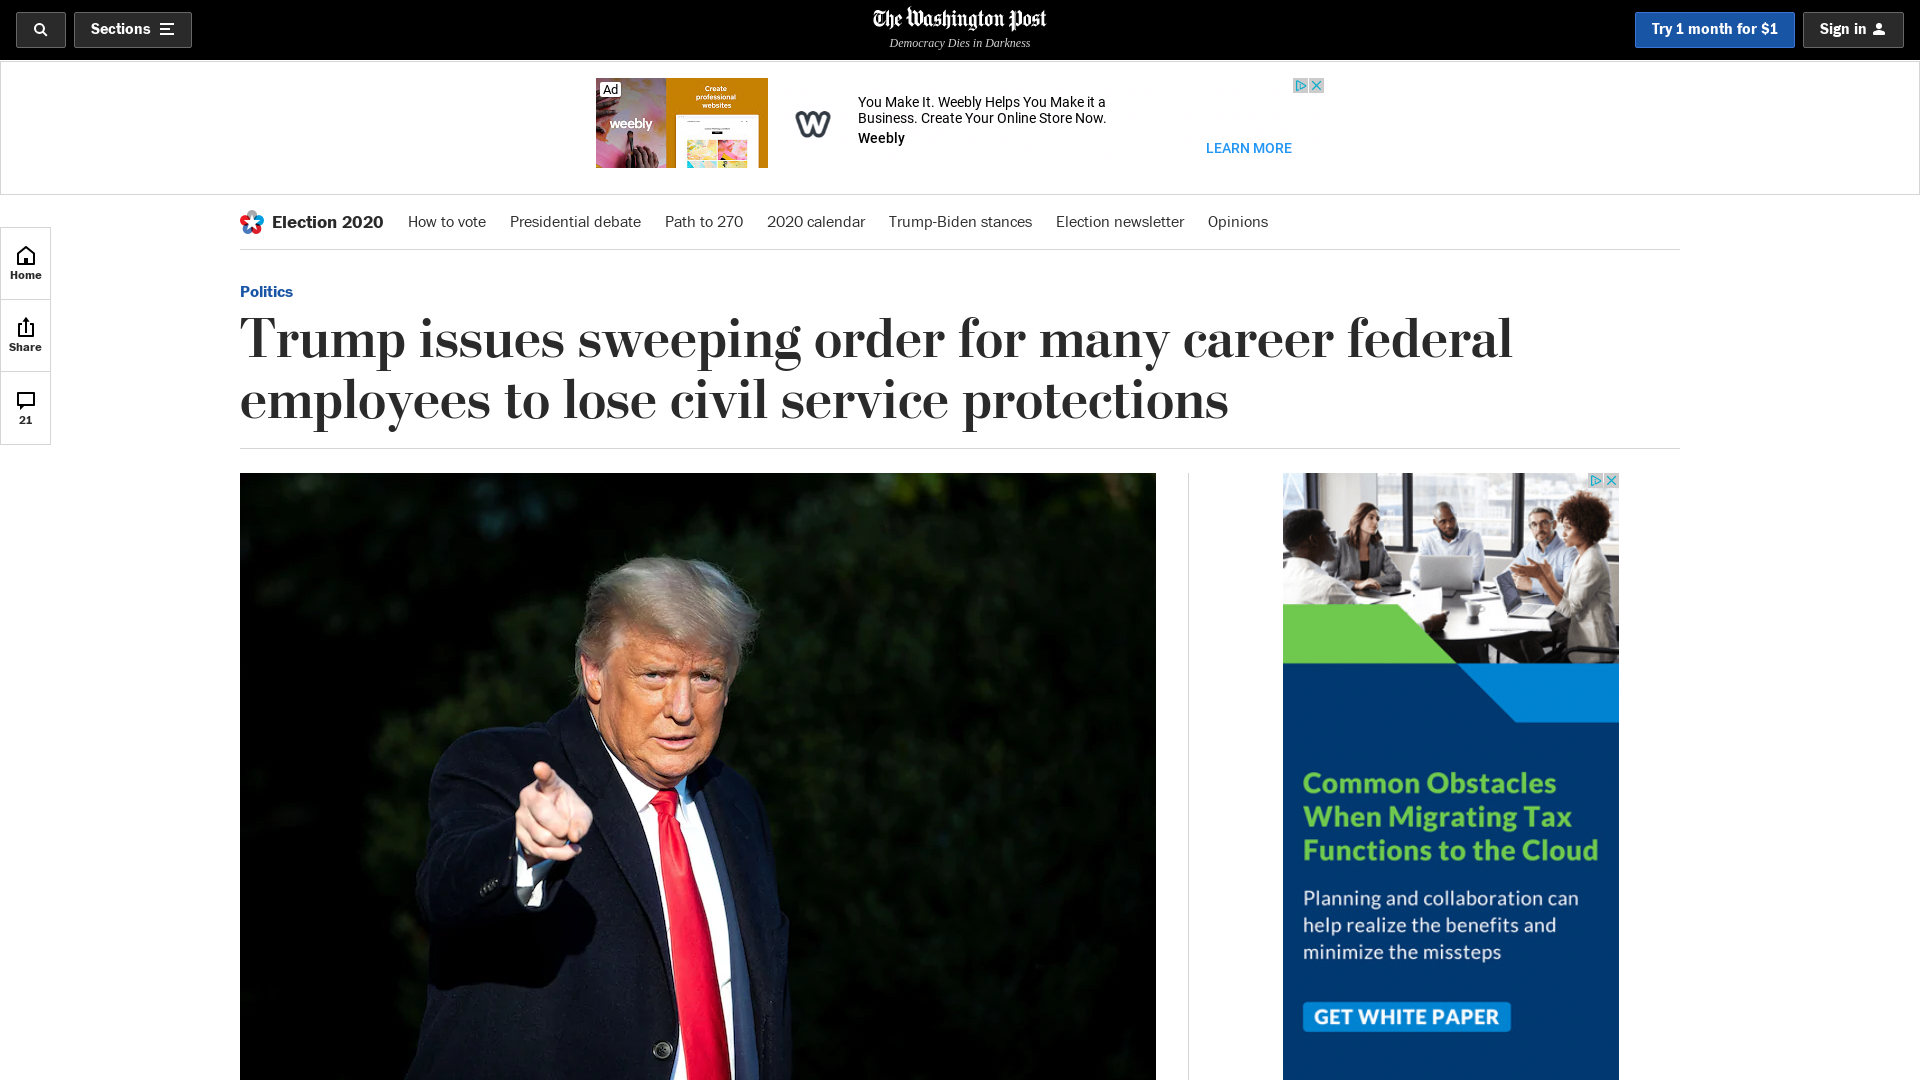 Sections
The Washington Post
Democracy Dies in Darkness
Try 1 month for $1
Sign in
Ad
weebly
Create
professional
websites
W
You Make It. Weebly Helps You Make it a
Business. Create Your Online Store Now.
Weebly
LEARN MORE
Election 2020
How to vote
Presidential debate
Path to 270
2020 calendar
Trump-Biden stances
Election newsletter
Opinions
Home
Share
21
Politics
Trump issues sweeping order for many career federal
employees to lose civil service protections
Common Obstacles
When Migrating Tax
Functions to the Cloud
Planning and collaboration can
help realize the benefits and
minimize the missteps
GET WHITE PAPER